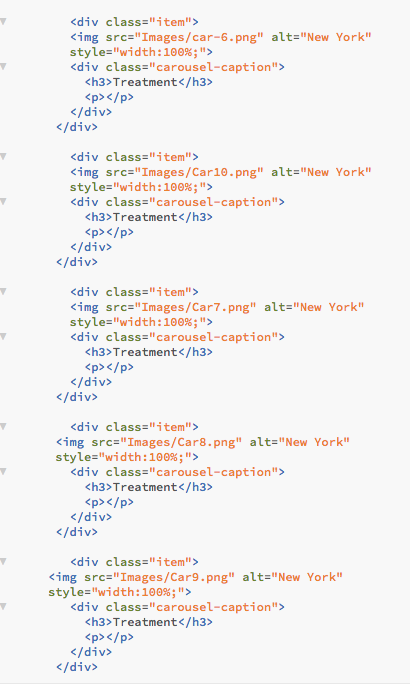 <div class="item">
<img src="Images/car-6.png" alt="New York"
style="width:100%;">
<div class="carousel-caption">
<h3>Treatment</h3>
<p></p>
</div>
</div>
<div class="item">
<img src="Images/Car10.png" alt="New York"
style="width:100%;">
<div class="carousel-caption">
<h3>Treatment</h3>
<p></p>
</div>
</div>
<div class="item">
<img src="Images/Car7.png" alt="New York"
style="width:100%;">
<div class="carousel-caption">
<h3>Treatment</h3>
<p></p>
</div>
</div>
<div class="item">
<img src="Images/Car8.png" alt="New York"
style="width:100%;">
<div class="carousel-caption">
<h3>Treatment</h3>
<p></p>
</div>
</div>
<div class="item">
<img src="Images/Car9.png" alt="New York"
style="width:100%;">
<div class="carousel-caption">
<h3>Treatment</h3>
<p></p>
</div>
</div>